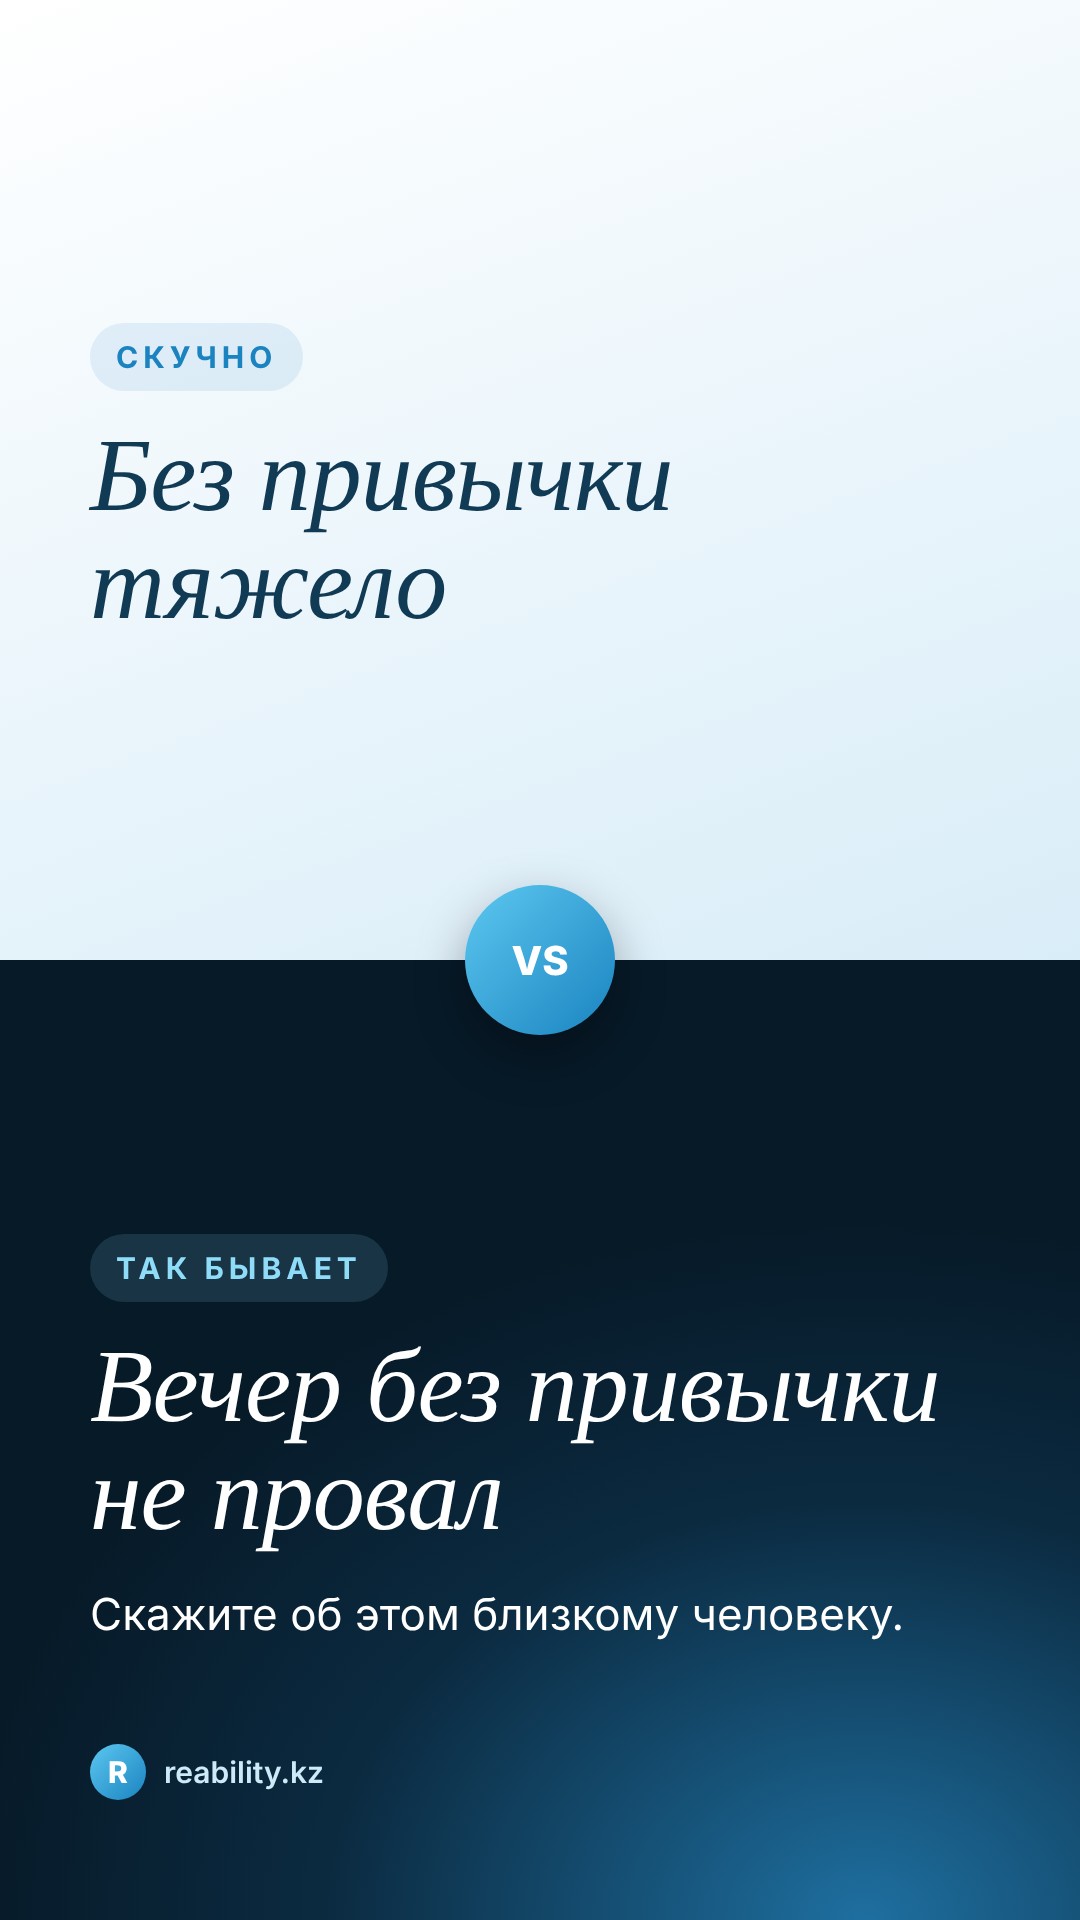 СКУЧНО
Без привычки
тяжело
VS
ТАК БЫВАЕТ
Вечер без привычки
не провал
Скажите об этом близкому человеку.
R reability.kz